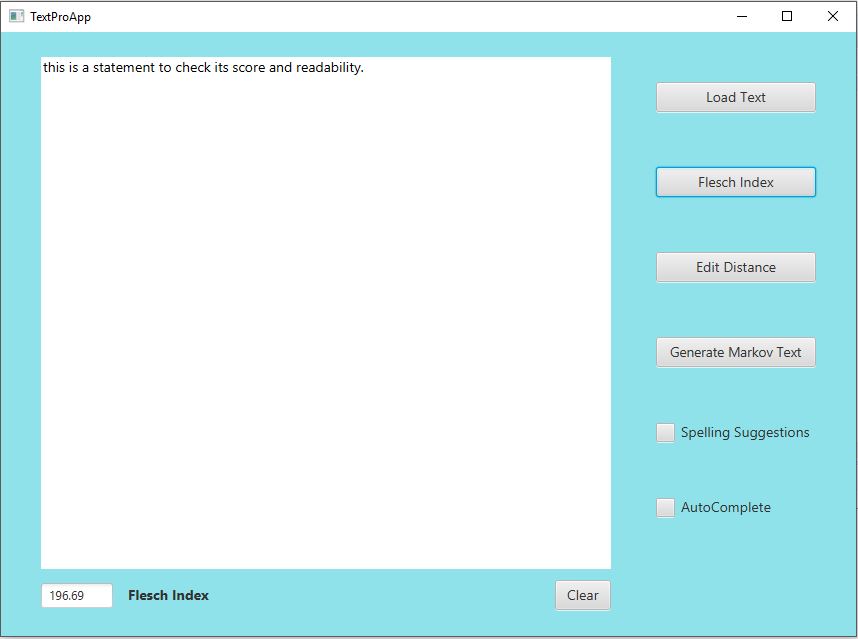 TextProApp
this is a statement to check its score and readability.
Load Text
Flesch Index
Edit Distance
Generate Markov Text
Spelling Suggestions
AutoComplete
196.69
Flesch Index
Clear